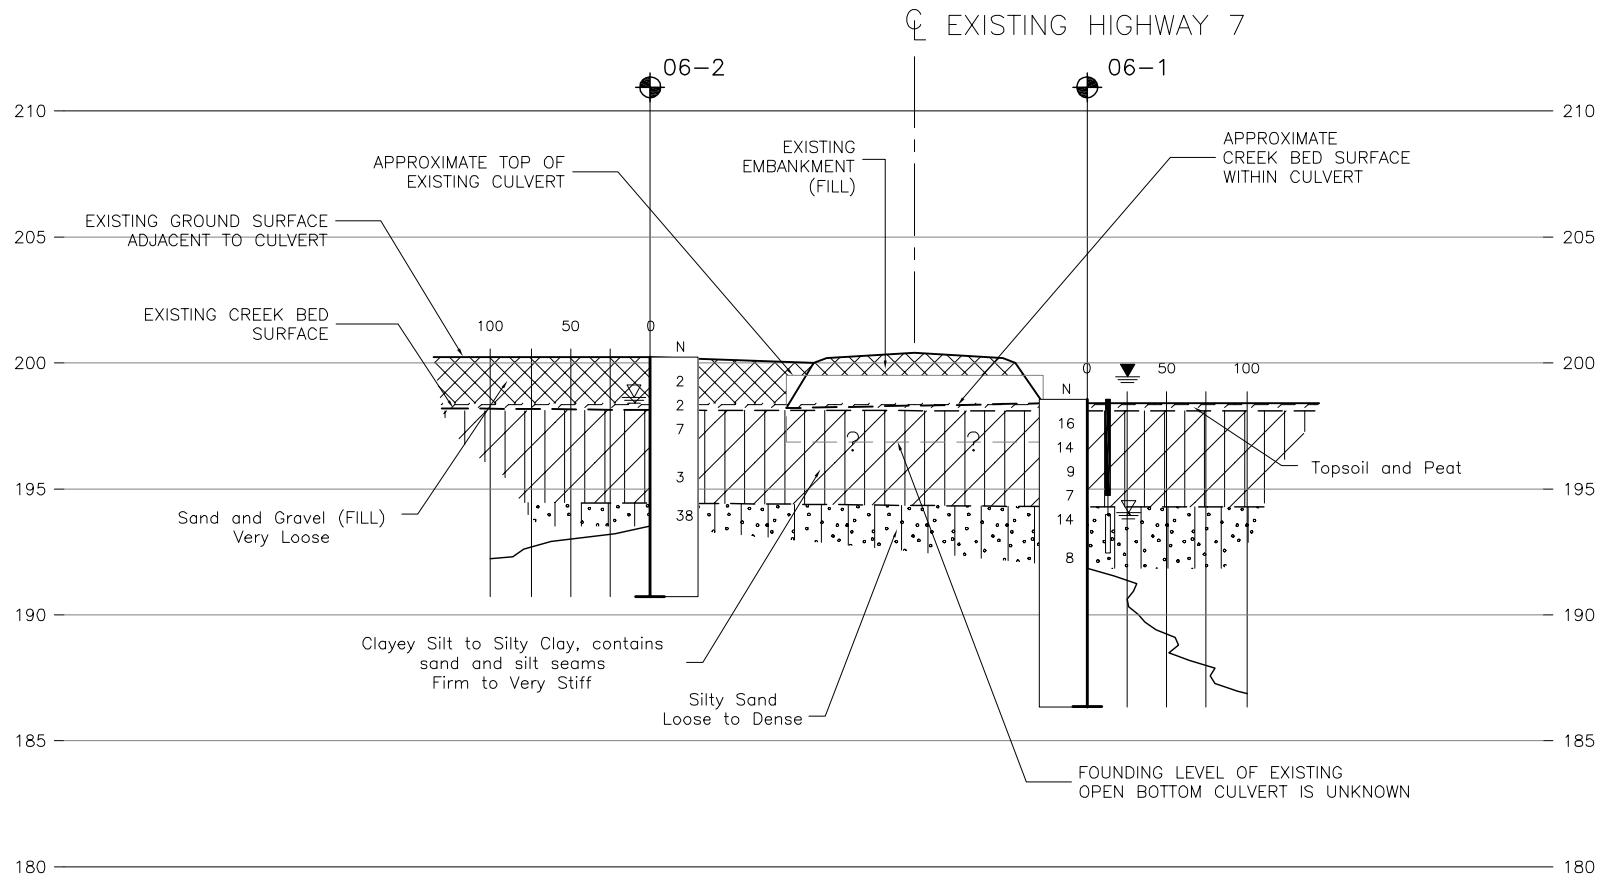 ℄ EXISTING HIGHWAY 7
06-2
06-1
210
210
APPROXIMATE TOP OF
EXISTING CULVERT
EXISTING
EMBANKMENT
(FILL)
APPROXIMATE
CREEK BED SURFACE
WITHIN CULVERT
EXISTING GROUND SURFACE
ADJACENT TO CULVERT
205
205
EXISTING CREEK BED
SURFACE
100
50
0
N
200
200
0
50
100
2
2
7
3
38
N
16
14
9
7
14
8
?
?
Topsoil and Peat
195
195
Sand and Gravel (FILL)
Very Loose
190
190
Clayey Silt to Silty Clay, contains
sand and silt seams
Firm to Very Stiff
Silty Sand
Loose to Dense
185
185
FOUNDING LEVEL OF EXISTING
OPEN BOTTOM CULVERT IS UNKNOWN
180
180